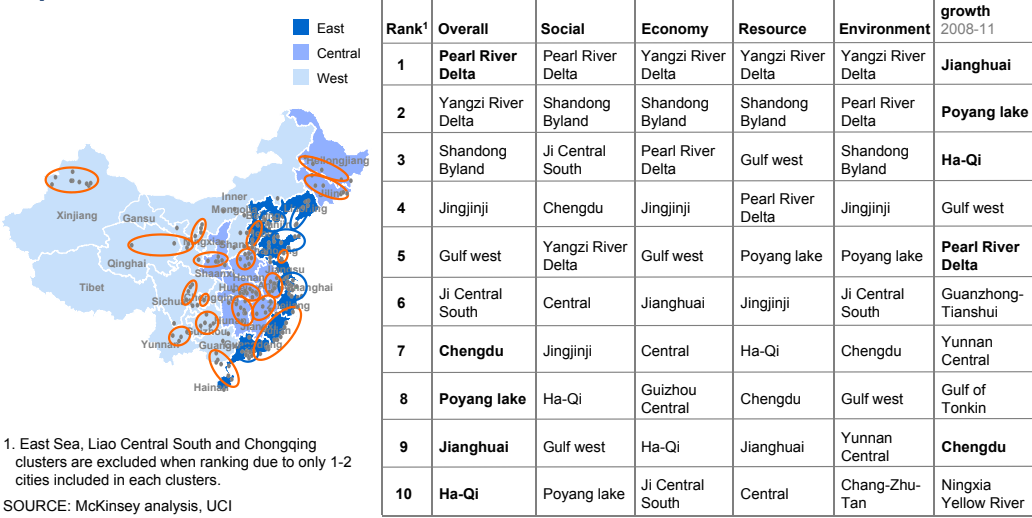 East
Central
West
Heilongjiang
Jilin
Inner
Mongolia
Xinjiang
Gansu
Ningxia
Qinghai
Shaanxi
Tibet
Sichuan
Shanghai
Yunnan
Guizhou
Hainan
1. East Sea, Liao Central South and Chongqing
clusters are excluded when ranking due to only 1-2
cities included in each clusters.
SOURCE: McKinsey analysis, UCI
growth
Rank1 Overall Social Economy Resource Environment 2008-11
1 Pearl River Delta Pearl River Delta Yangzi River Delta Yangzi River Delta Yangzi River Delta Jianghuai
2 Yangzi River Delta Shandong Byland Shandong Byland Shandong Byland Pearl River Delta Poyang lake
3 Shandong Byland Ji Central South Pearl River Delta Gulf west Shandong Byland Ha-Qi
4 Jingjinji Chengdu Jingjinji Pearl River Delta Jingjinji Gulf west
5 Gulf west Yangzi River Delta Gulf west Poyang lake Poyang lake Pearl River Delta
6 Ji Central South Central Jianghuai Jingjinji Ji Central South Guanzhong-Tianshui
7 Chengdu Jingjinji Central Ha-Qi Chengdu Yunnan Central
8 Poyang lake Ha-Qi Guizhou Central Chengdu Gulf west Gulf of Tonkin
9 Jianghuai Gulf west Ha-Qi Jianghuai Yunnan Central Chengdu
10 Ha-Qi Poyang lake Ji Central South Central Chang-Zhu-Tan Ningxia Yellow River